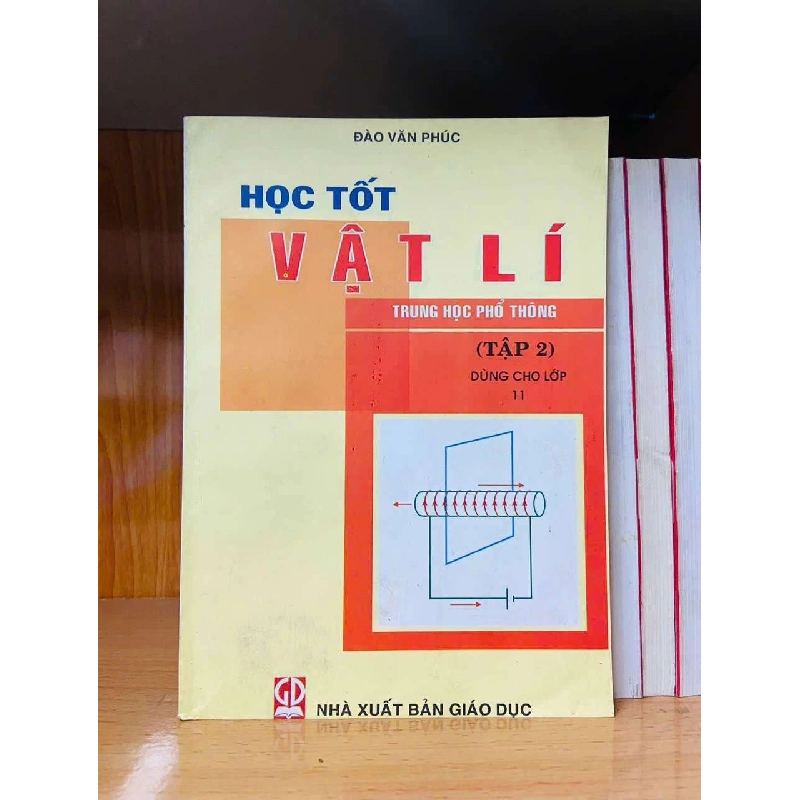 ĐÀO VĂN PHÚC
HỌC TỐT
VẬT LÍ
TRUNG HỌC PHỔ THÔNG
(TẬP 2)
DÙNG CHO LỚP
11
GD
NHÀ XUẤT BẢN GIÁO DỤC